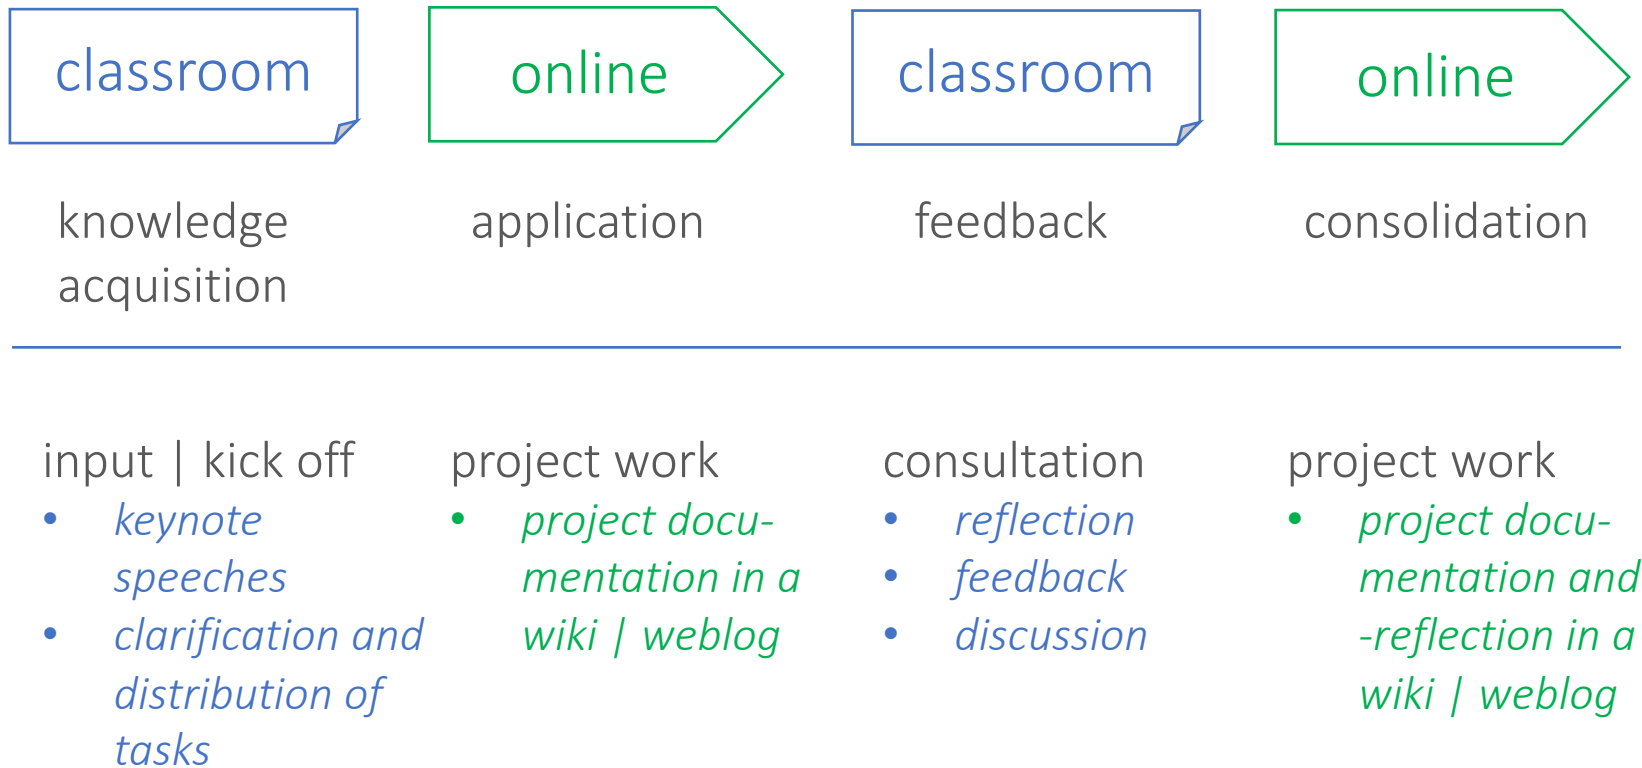 classroom
online
classroom
online
knowledge
acquisition
application
feedback
consolidation
input | kick off
• keynote
speeches
• clarification and
distribution of
tasks
project work
• project docu-
mentation in a
wiki | weblog
consultation
• reflection
• feedback
• discussion
project work
• project docu-
mentation and
-reflection in a
wiki | weblog